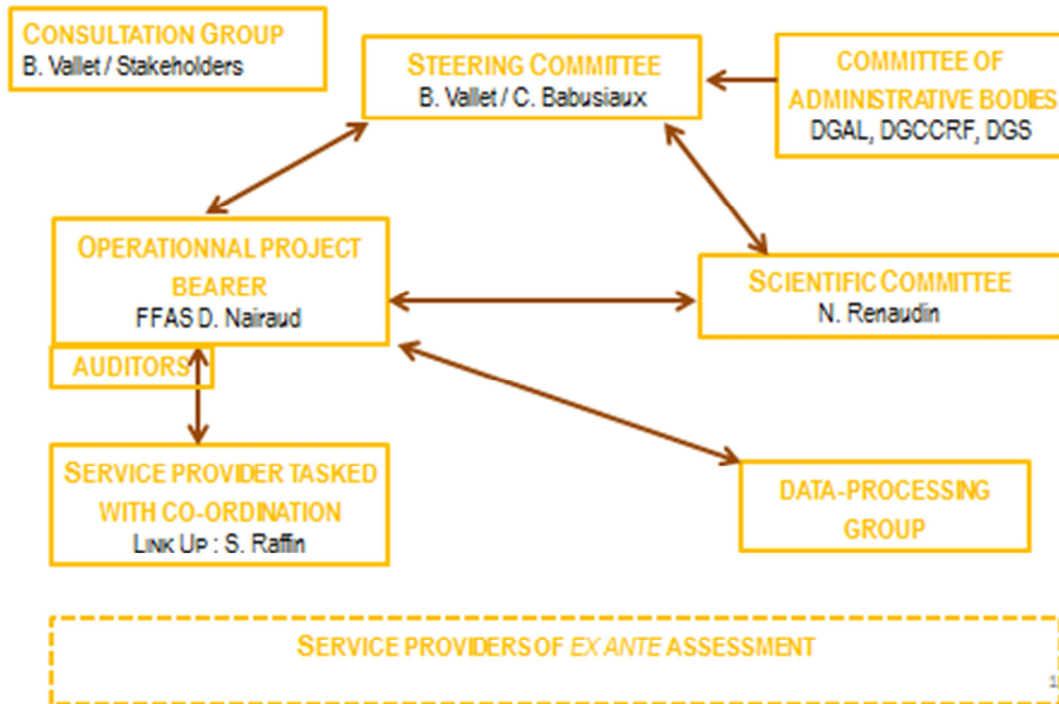 CONSULTATION GROUP
B. Vallet / Stakeholders
STEERING COMMITTEE
B. Vallet / C. Babusiaux
COMMITTEE OF
ADMINISTRATIVE BODIES
DGAL, DGCCRF, DGS
OPERATIONNAL PROJECT
BEARER
FFAS D. Nairaud
AUDITORS
SCIENTIFIC COMMITTEE
N. Renaudin
SERVICE PROVIDER TASKED
WITH CO-ORDINATION
LINK UP : S. Raffin
DATA-PROCESSING
GROUP
SERVICE PROVIDERS OF EX ANTE ASSESSMENT